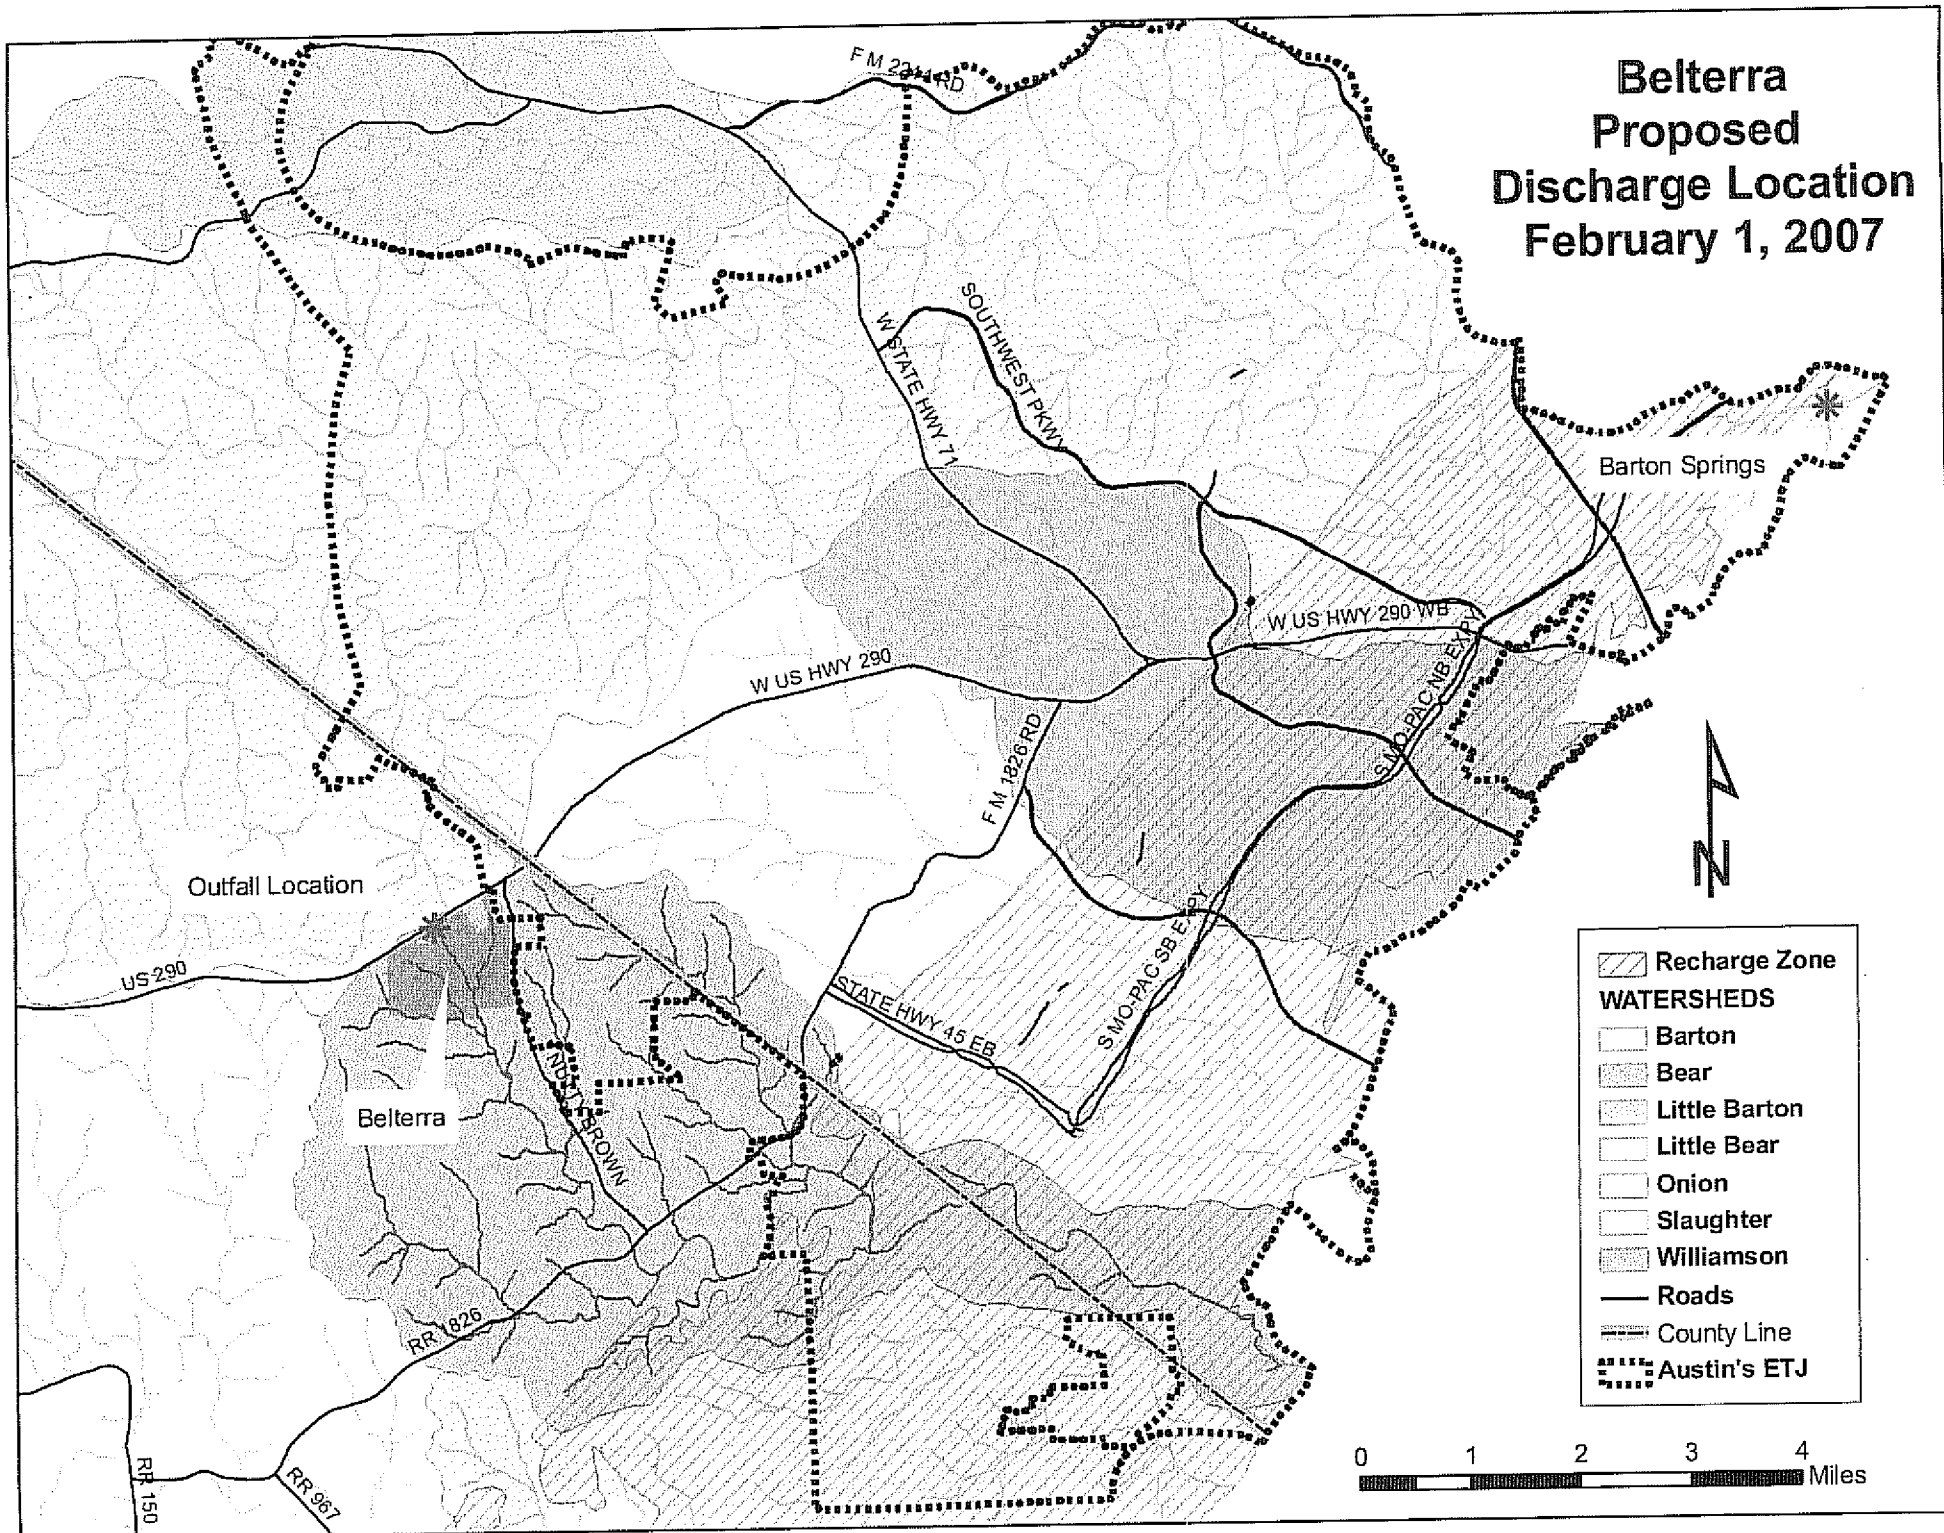 Belterra
Proposed
Discharge Location
February 1, 2007
F M 2244 RD
SOUTHWEST PKWY
W STATE HWY 71
Barton Springs
W US HWY 290 WB
W US HWY 290
S MO-PAC NB EXPY
F M 1826 RD
Outfall Location
US 290
S MO-PAC SB EXPY
STATE HWY 45 EB
NUTTY BROWN
Belterra
RR 1826
RR 150
RR 967
N
Recharge Zone
WATERSHEDS
Barton
Bear
Little Barton
Little Bear
Onion
Slaughter
Williamson
Roads
County Line
Austin's ETJ
0 1 2 3 4
Miles